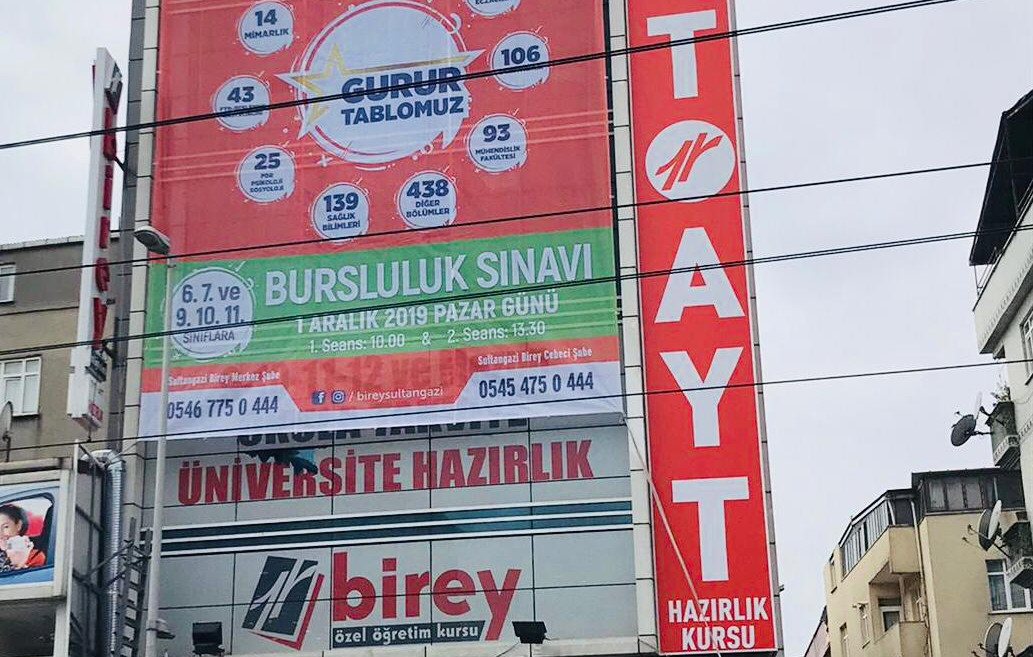 14
MİMARLIK
43
106
GURUR
TABLOMUZ
93
MÜHENDİSLİK
FAKÜLTESİ
25
PDR
PSİKOLOJİ
SOSYOLOJİ
139
SAĞLIK
BİLİMLERİ
438
DİĞER
BÖLÜMLER
6. 7. ve
9. 10. 11.
SINIFLARA
BURSLULUK SINAVI
1 ARALIK 2019 PAZAR GÜNÜ
1. Seans: 10.00 & 2. Seans: 13.30
Sultangazi Birey Merkez Şube
0546 775 0 444
/ bireysultangazi
Sultangazi Birey Cebeci Şube
0545 475 0 444
ÜNİVERSİTE HAZIRLIK
birey
özel öğretim kursu
T
AYT
HAZIRLIK
KURSU